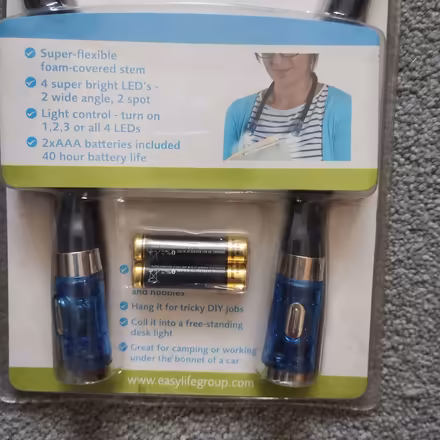 Super-flexible
foam-covered stem
4 super bright LED's -
2 wide angle, 2 spot
Light control - turn on
1,2,3 or all 4 LEDs
2xAAA batteries included
40 hour battery life
and hobbies
Hang it for tricky DIY jobs
Coil it into a free-standing
desk light
Great for camping or working
under the bonnet of a car
www.easylifegroup.com